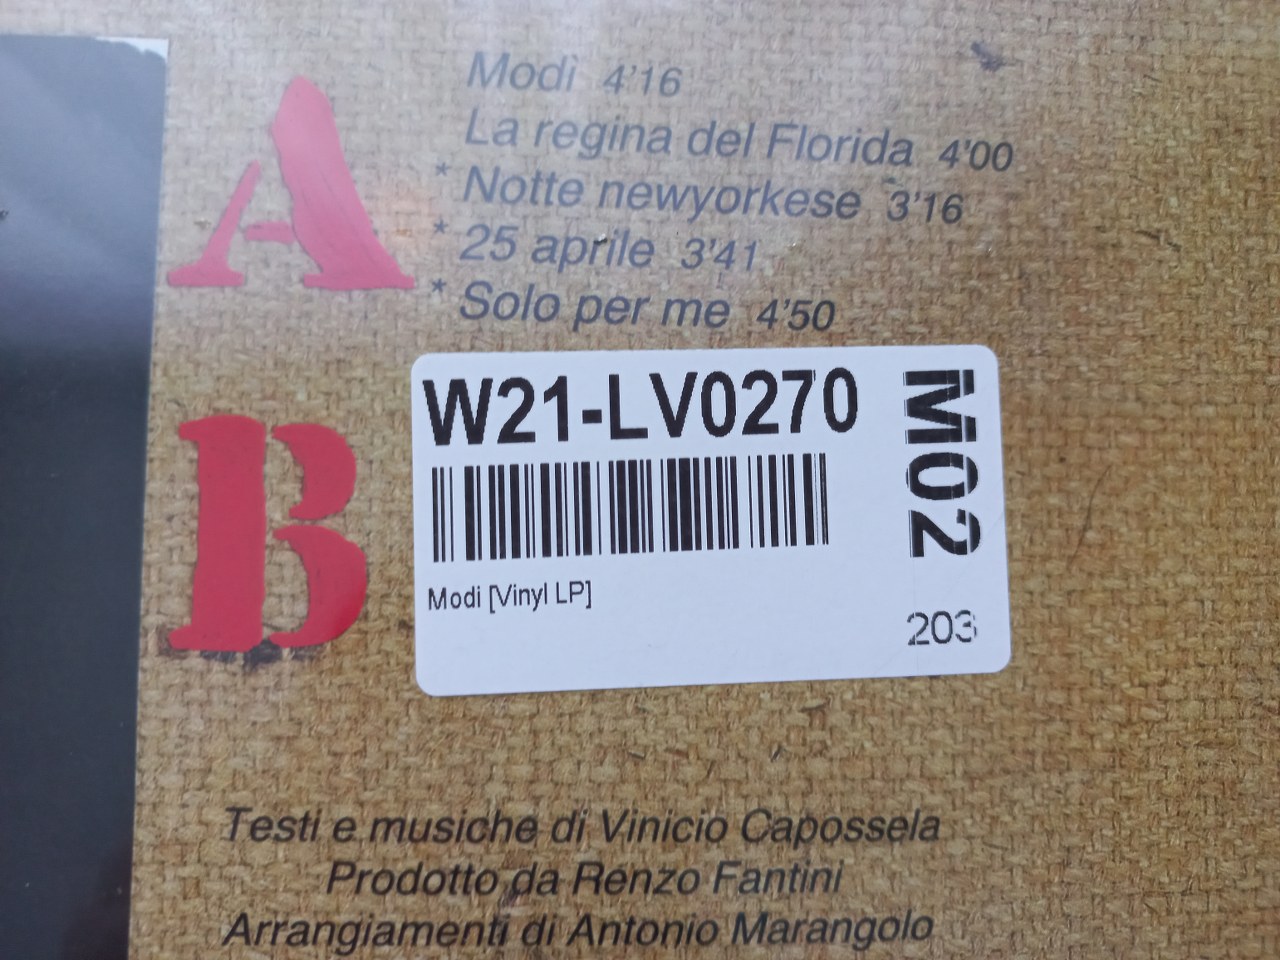 A
Modì 4'16
La regina del Florida 4'00
* Notte newyorkese 3'16
* 25 aprile 3'41
* Solo per me 4'50
B
W21-LV0270
M02
Modi [Vinyl LP]
203
Testi e musiche di Vinicio Capossela
Prodotto da Renzo Fantini
Arrangiamenti di Antonio Marangolo